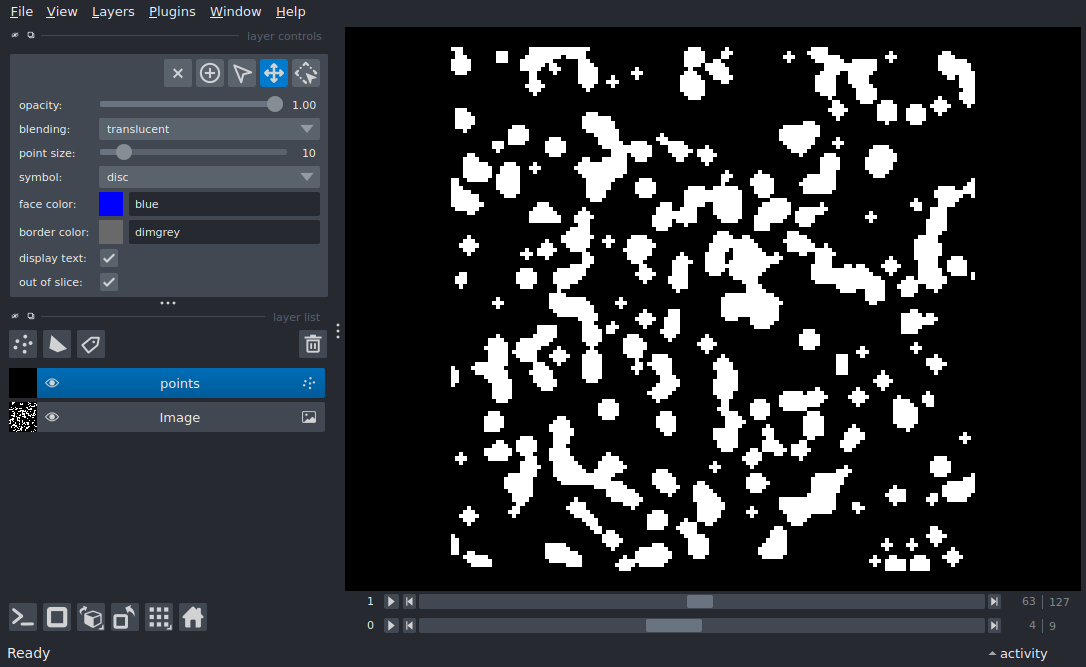 File View Layers Plugins Window Help
layer controls
opacity: 1.00
blending: translucent
point size: 10
symbol: disc
face color: blue
border color: dimgrey
display text:
out of slice:
layer list
points
Image
1 63 127
0 4 9
Ready activity